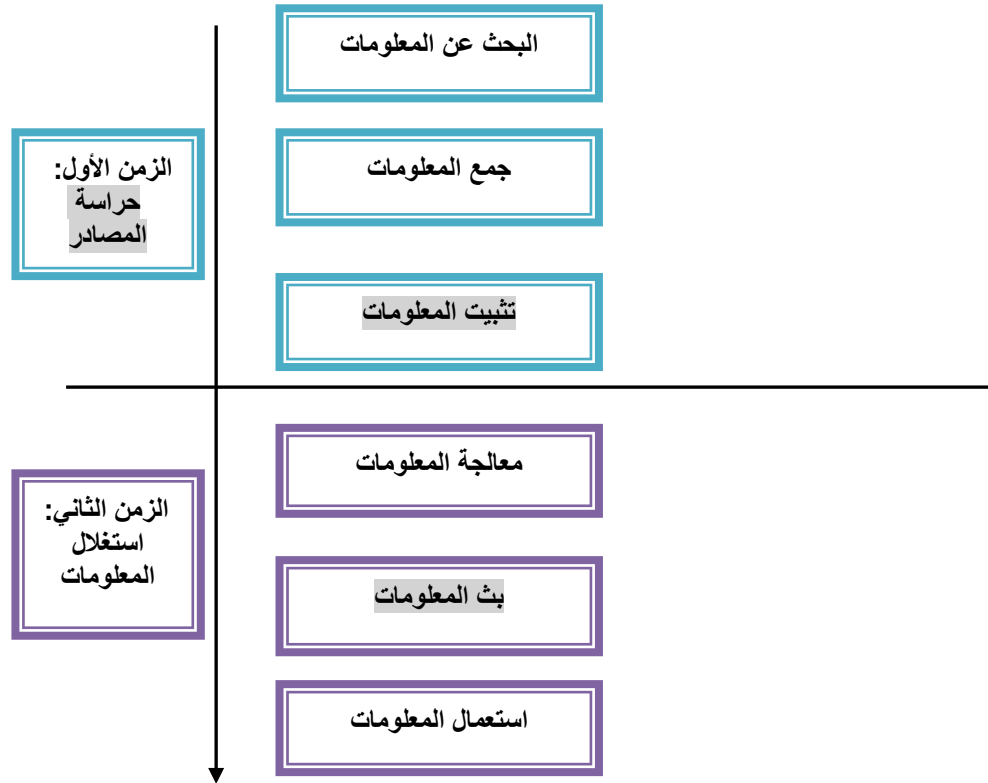 البحث عن المعلومات
جمع المعلومات
الزمن الأول:
حراسة
المصادر
تثبيت المعلومات
معالجة المعلومات
الزمن الثاني:
استغلال
المعلومات
بث المعلومات
استعمال المعلومات